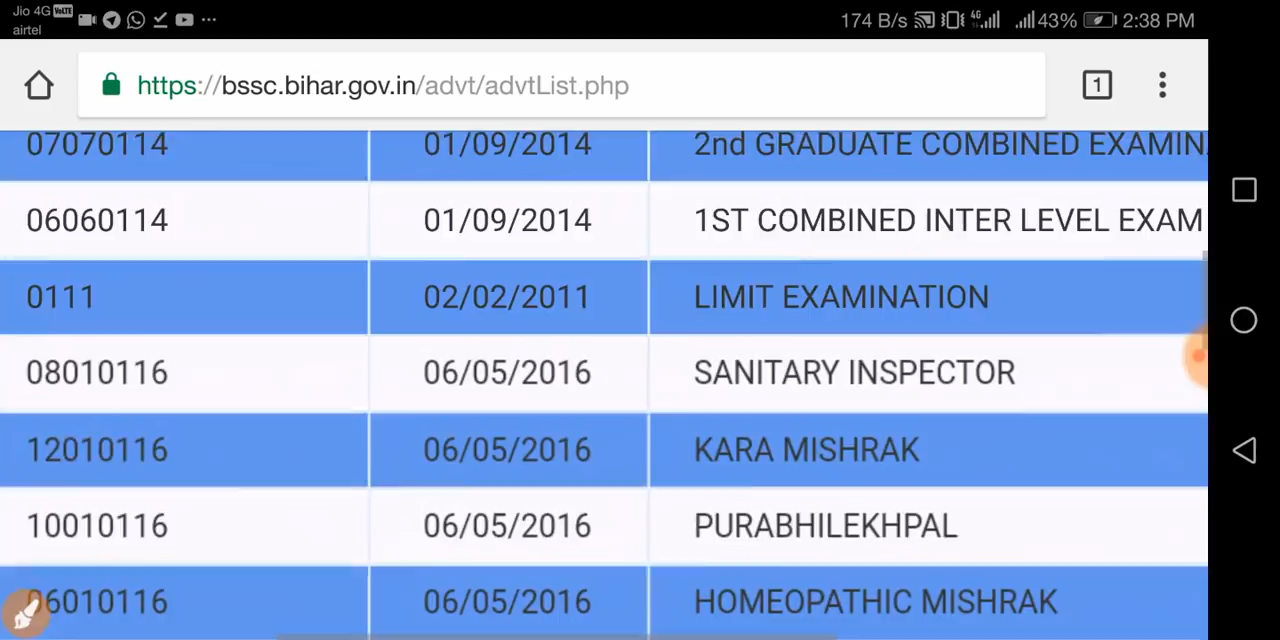 Jio 4G VoLTE
airtel
174 B/s 4G 43% 2:38 PM
https://bssc.bihar.gov.in/advt/advtList.php
1
07070114 01/09/2014 2nd GRADUATE COMBINED EXAMIN
06060114 01/09/2014 1ST COMBINED INTER LEVEL EXAM
0111 02/02/2011 LIMIT EXAMINATION
08010116 06/05/2016 SANITARY INSPECTOR
12010116 06/05/2016 KARA MISHRAK
10010116 06/05/2016 PURABHILEKHPAL
06010116 06/05/2016 HOMEOPATHIC MISHRAK